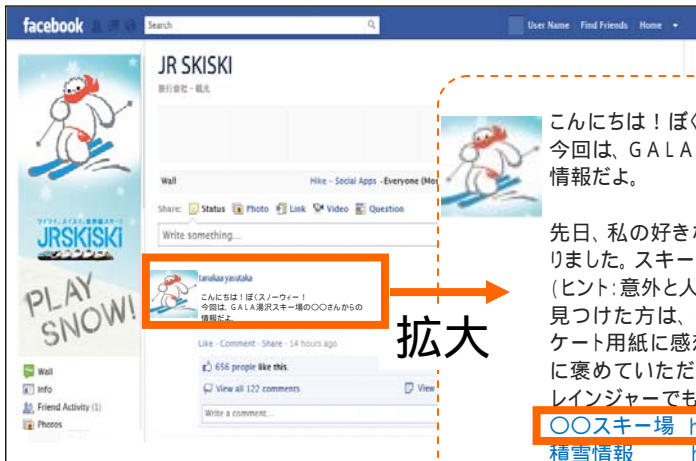 facebook
Search
User Name Find Friends Home
JR SKISKI
旅行会社・観光
Wall
Hike - Social Apps - Everyone (Mo
Share: Status Photo Link Video Question
Write something...
tanakaa yasutaka
こんにちは！ぼくスノーウィー！
今回は、GALA湯沢スキー場の〇〇さんからの
情報だよ。
Like · Comment · Share · 14 hours ago
656 people like this.
View all 122 comments
View
Write a comment...
JRSKISKI
PLAY
SNOW!
Wall
Info
Friend Activity (1)
Photos
拡大
こんにちは！ぼく
今回は、GALA
情報だよ。
先日、私の好きな
りました。スキー
(ヒント:意外と人
見つけた方は、
ケート用紙に感想
に褒めていただ
レインジャーでも
〇〇スキー場 h
積雪情報 h